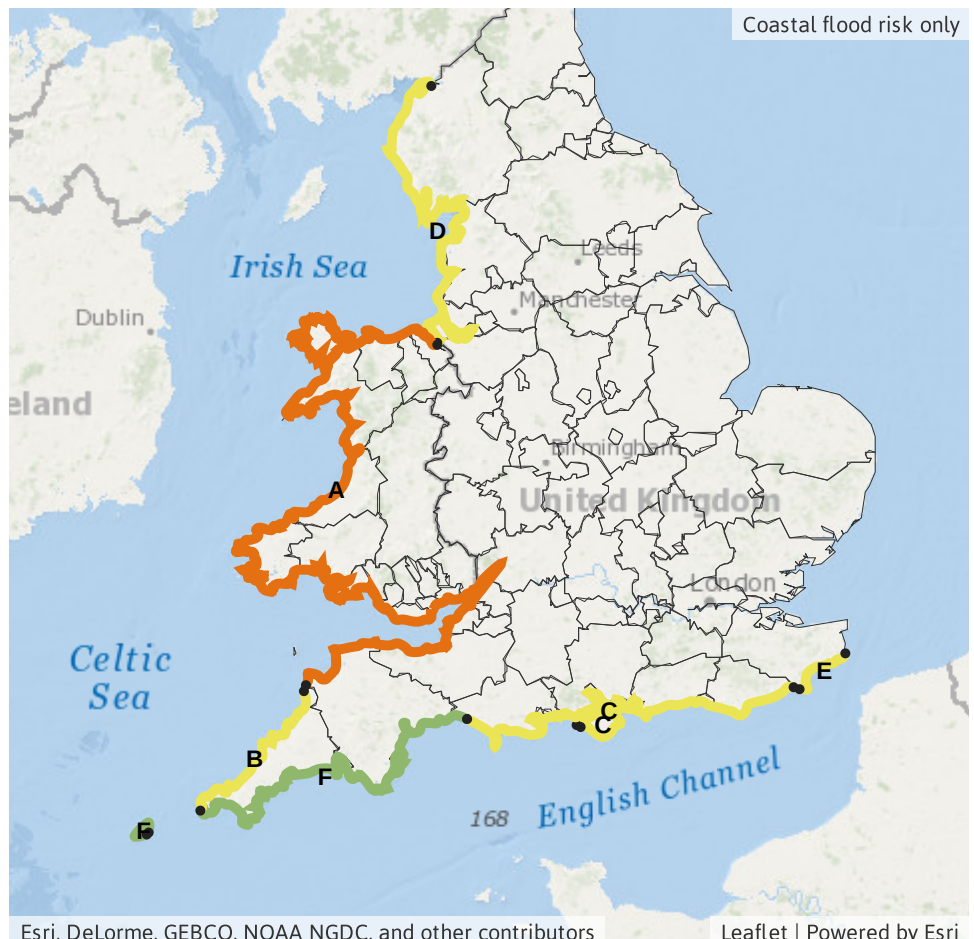 Coastal flood risk only
D
Leeds
Irish Sea
Manchester
Dublin
eland
Birmingham
A
United Kingdom
London
Celtic
Sea
E
C
C
B
F
English Channel
168
F
Esri, DeLorme, GEBCO, NOAA NGDC, and other contributors
Leaflet | Powered by Esri